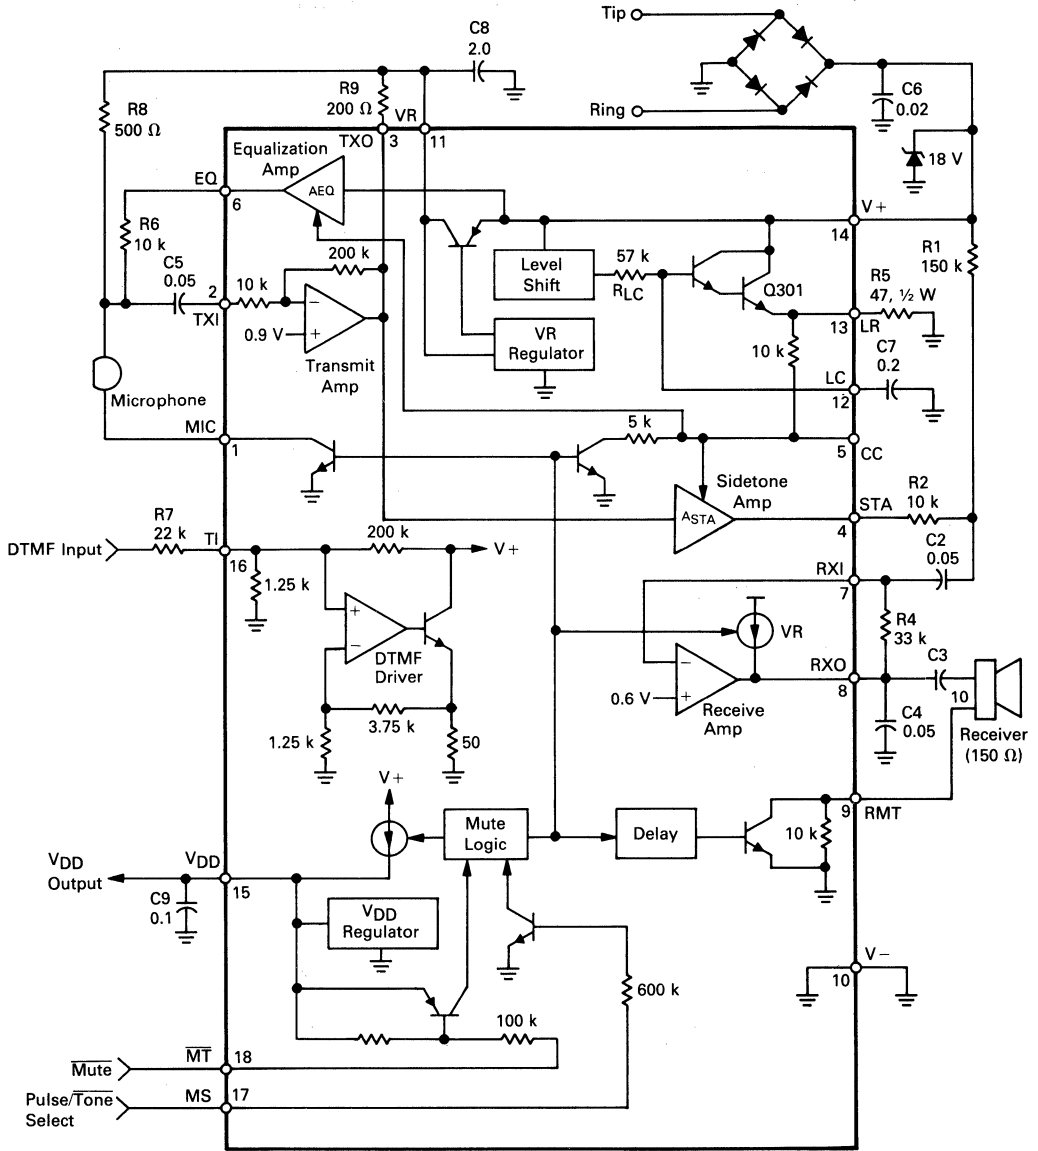 Tip
C8
2.0
R9
200 Ω
VR
R8
500 Ω
C6
0.02
Ring
TXO
3
11
18 V
Equalization
Amp
EQ
6
AEQ
V+
14
R6
10 k
C5
0.05
2
TXI
10 k
200 k
Level
Shift
57 k
RLC
Q301
R1
150 k
R5
47, ½ W
13
LR
0.9 V
−
+
Transmit
Amp
VR
Regulator
10 k
C7
0.2
LC
12
Microphone
MIC
1
5 k
5
CC
Sidetone
Amp
ASTA
STA
4
R2
10 k
R7
22 k
DTMF Input
TI
16
200 k
V+
1.25 k
C2
0.05
RXI
7
+
−
DTMF
Driver
VR
R4
33 k
RXO
8
C3
10
0.6 V
−
+
Receive
Amp
C4
0.05
Receiver
(150 Ω)
3.75 k
1.25 k
50
V+
Mute
Logic
Delay
10 k
9
RMT
VDD
Output
VDD
15
C9
0.1
VDD
Regulator
V−
10
600 k
100 k
Mute
MT
18
Pulse/Tone
Select
MS
17